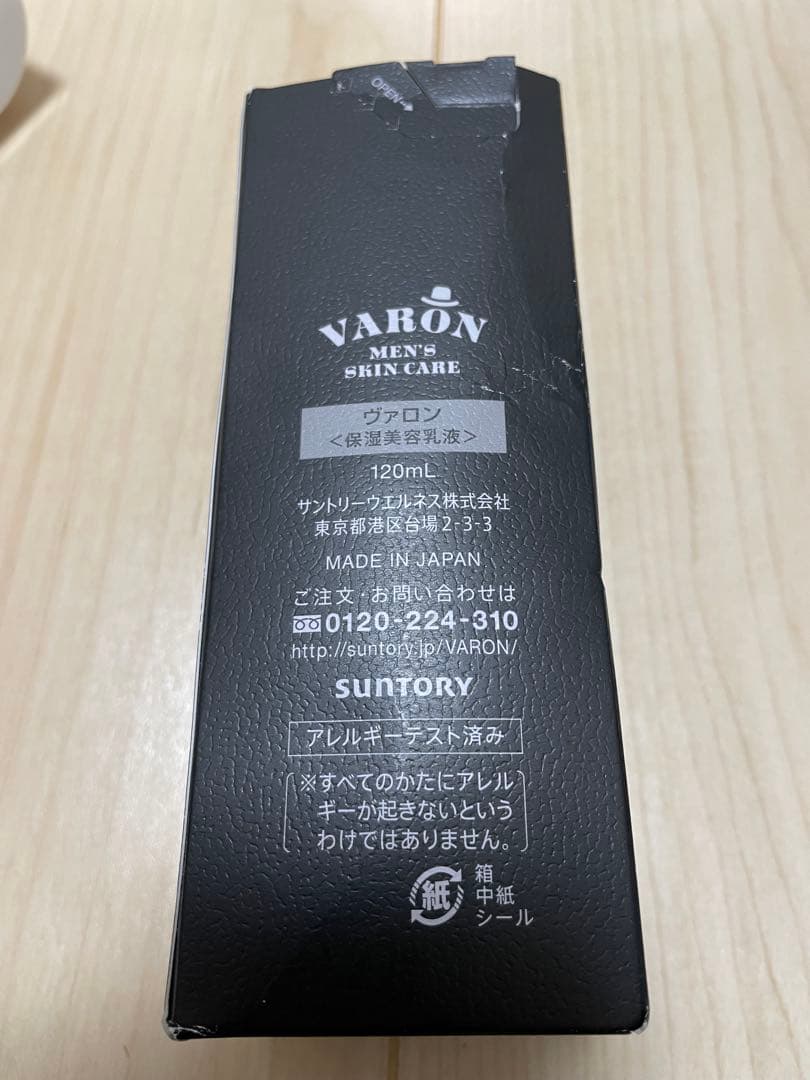 OPEN→
VARON
MEN'S
SKIN CARE
ヴァロン
＜保湿美容乳液＞
120mL
サントリーウエルネス株式会社
東京都港区台場2-3-3
MADE IN JAPAN
ご注文・お問い合わせは
0120-224-310
http://suntory.jp/VARON/
SUNTORY
アレルギーテスト済み
※すべてのかたにアレル
ギーが起きないという
わけではありません。
紙
箱
中紙
シール